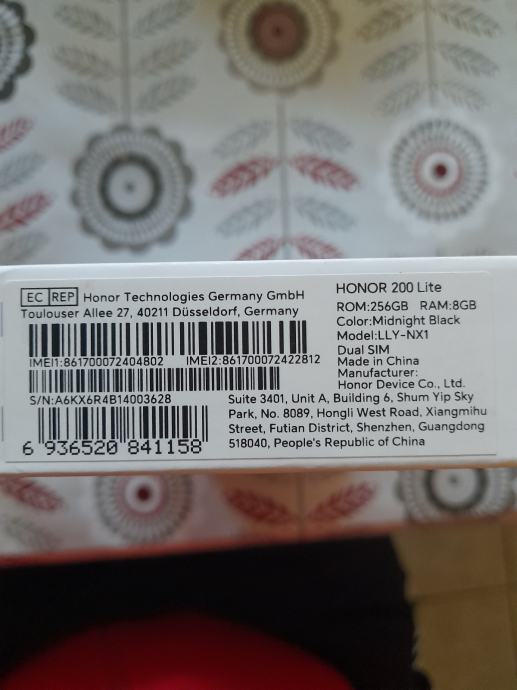 EC REP Honor Technologies Germany GmbH
Toulouser Allee 27, 40211 Düsseldorf, Germany
IMEI1:861700072404802 IMEI2:861700072422812
S/N:A6KX6R4B14003628
6 936520 841158
HONOR 200 Lite
ROM:256GB RAM:8GB
Color:Midnight Black
Model:LLY-NX1
Dual SIM
Made in China
Manufacturer:
Honor Device Co., Ltd.
Suite 3401, Unit A, Building 6, Shum Yip Sky
Park, No. 8089, Hongli West Road, Xiangmihu
Street, Futian District, Shenzhen, Guangdong
518040, People's Republic of China